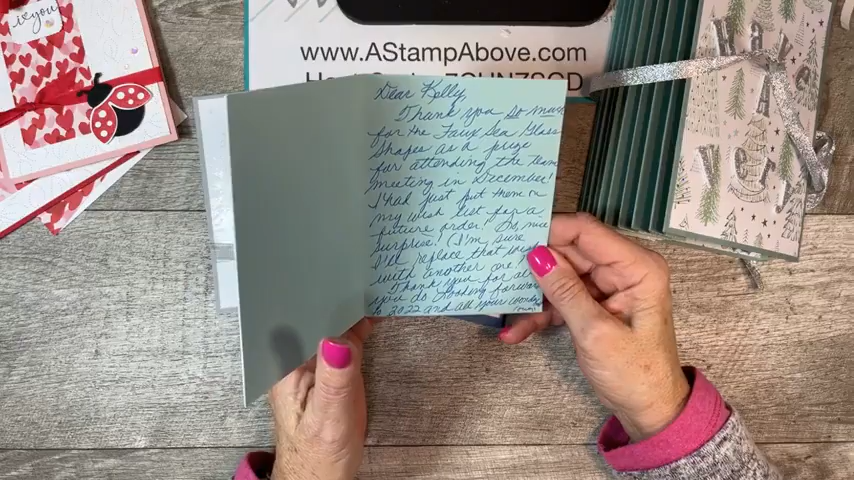 is you
www.AStampAbove.com
Dear Kelly,
Thank you so much
for the Faux Sea Glass
Shapes as a prize
for attending the team
meeting in December!
I had just put them on
my wish list for a
future order! So, nice
surprise! (I'm sure
I'll replace that
with another one!)
Thank you for all
you do. Looking forward
to 2022 and all your